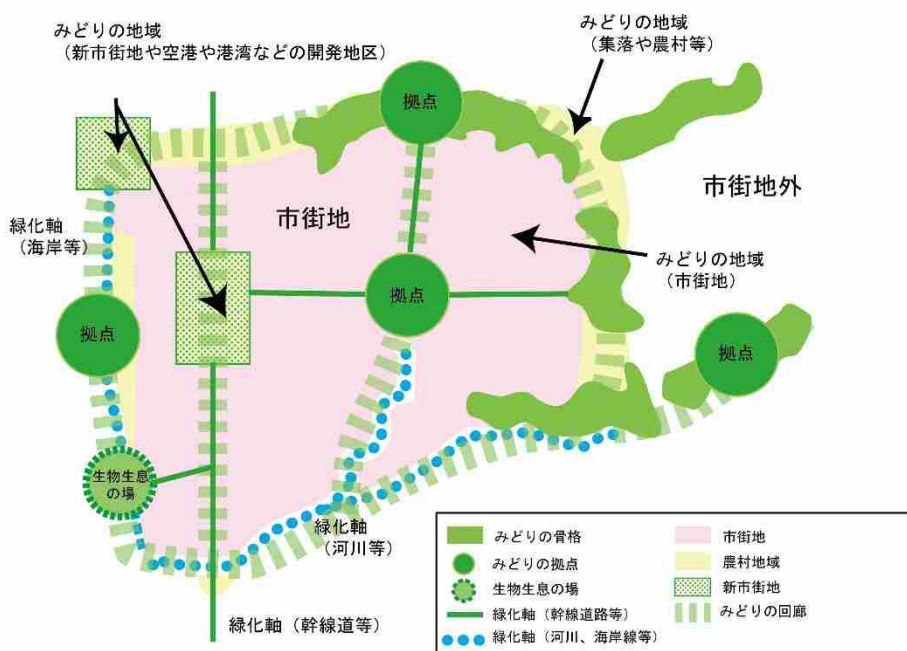 みどりの地域
（新市街地や空港や港湾などの開発地区）
みどりの地域
（集落や農村等）
拠点
市街地
市街地外
緑化軸
（海岸等）
みどりの地域
（市街地）
拠点
拠点
拠点
生物生息
の場
緑化軸
（河川等）
緑化軸（幹線道等）
みどりの骨格
みどりの拠点
生物生息の場
緑化軸（幹線道路等）
緑化軸（河川、海岸線等）
市街地
農村地域
新市街地
みどりの回廊